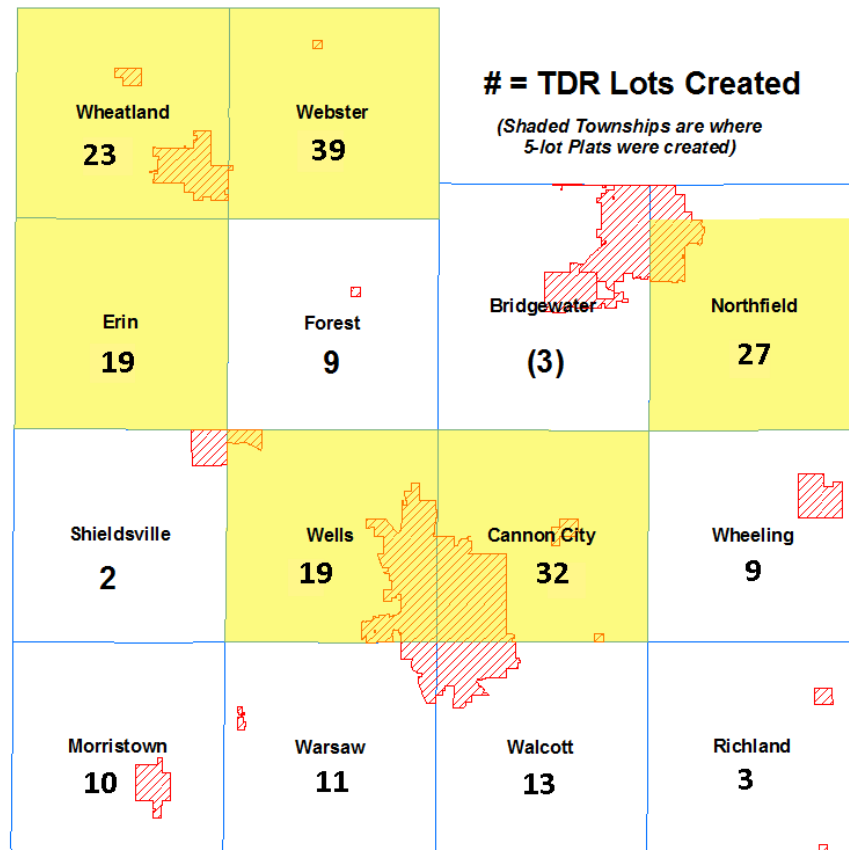 # = TDR Lots Created
(Shaded Townships are where
5-lot Plats were created)
Wheatland
23
Webster
39
Erin
19
Forest
9
Bridgewater
(3)
Northfield
27
Shieldsville
2
Wells
19
Cannon City
32
Wheeling
9
Morristown
10
Warsaw
11
Walcott
13
Richland
3